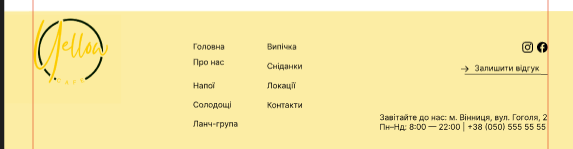 Yellow
CAFE
Головна
Про нас
Напої
Солодощі
Ланч-група
Випічка
Сніданки
Локації
Контакти
→ Залишити відгук
Завітайте до нас: м. Вінниця, вул. Гоголя, 2
Пн-Нд: 8:00 — 22:00 | +38 (050) 555 55 55